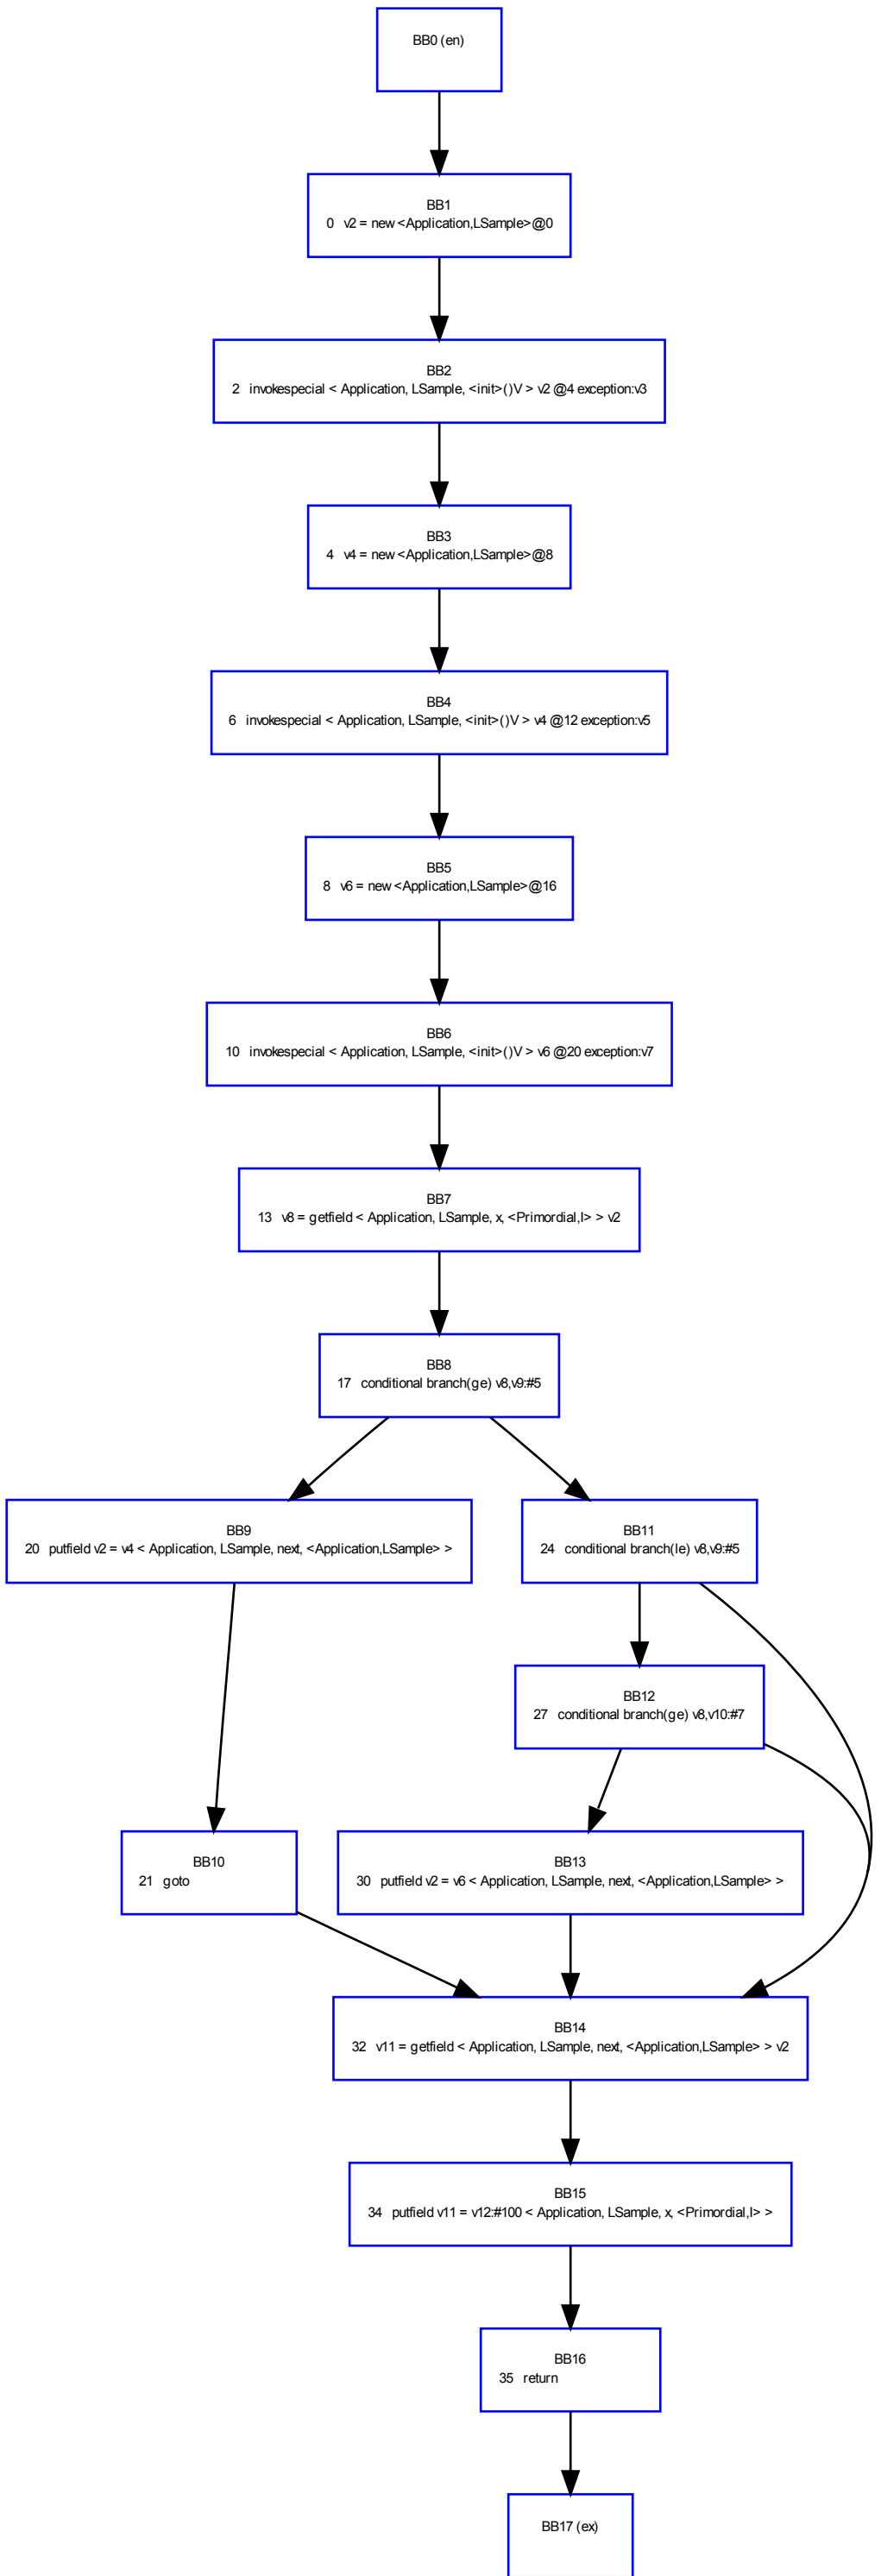 BB0 (en)
BB1
0 v2 = new <Application,LSample>@0
BB2
2 invokespecial < Application, LSample, <init>()V > v2 @4 exception:v3
BB3
4 v4 = new <Application,LSample>@8
BB4
6 invokespecial < Application, LSample, <init>()V > v4 @12 exception:v5
BB5
8 v6 = new <Application,LSample>@16
BB6
10 invokespecial < Application, LSample, <init>()V > v6 @20 exception:v7
BB7
13 v8 = getfield < Application, LSample, x, <Primordial,I> > v2
BB8
17 conditional branch(ge) v8,v9:#5
BB9
20 putfield v2 = v4 < Application, LSample, next, <Application,LSample> >
BB11
24 conditional branch(le) v8,v9:#5
BB12
27 conditional branch(ge) v8,v10:#7
BB10
21 goto
BB13
30 putfield v2 = v6 < Application, LSample, next, <Application,LSample> >
BB14
32 v11 = getfield < Application, LSample, next, <Application,LSample> > v2
BB15
34 putfield v11 = v12:#100 < Application, LSample, x, <Primordial,I> >
BB16
35 return
BB17 (ex)